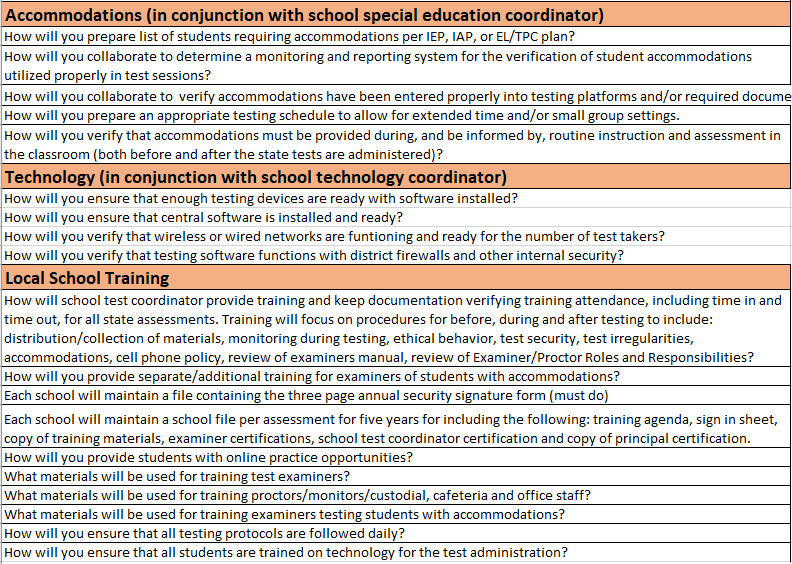 Accommodations (in conjunction with school special education coordinator)
How will you prepare list of students requiring accommodations per IEP, IAP, or EL/TPC plan?
How will you collaborate to determine a monitoring and reporting system for the verification of student accommodations
utilized properly in test sessions?
How will you collaborate to  verify accommodations have been entered properly into testing platforms and/or required docume
How will you prepare an appropriate testing schedule to allow for extended time and/or small group settings.
How will you verify that accommodations must be provided during, and be informed by, routine instruction and assessment in
the classroom (both before and after the state tests are administered)?
Technology (in conjunction with school technology coordinator)
How will you ensure that enough testing devices are ready with software installed?
How will you ensure that central software is installed and ready?
How will you verify that wireless or wired networks are funtioning and ready for the number of test takers?
How will you verify that testing software functions with district firewalls and other internal security?
Local School Training
How will school test coordinator provide training and keep documentation verifying training attendance, including time in and
time out, for all state assessments. Training will focus on procedures for before, during and after testing to include:
distribution/collection of materials, monitoring during testing, ethical behavior, test security, test irregularities,
accommodations, cell phone policy, review of examiners manual, review of Examiner/Proctor Roles and Responsibilities?
How will you provide separate/additional training for examiners of students with accommodations?
Each school will maintain a file containing the three page annual security signature form (must do)
Each school will maintain a school file per assessment for five years for including the following: training agenda, sign in sheet,
copy of training materials, examiner certifications, school test coordinator certification and copy of principal certification.
How will you provide students with online practice opportunities?
What materials will be used for training test examiners?
What materials will be used for training proctors/monitors/custodial, cafeteria and office staff?
What materials will be used for training examiners testing students with accommodations?
How will you ensure that all testing protocols are followed daily?
How will you ensure that all students are trained on technology for the test administration?